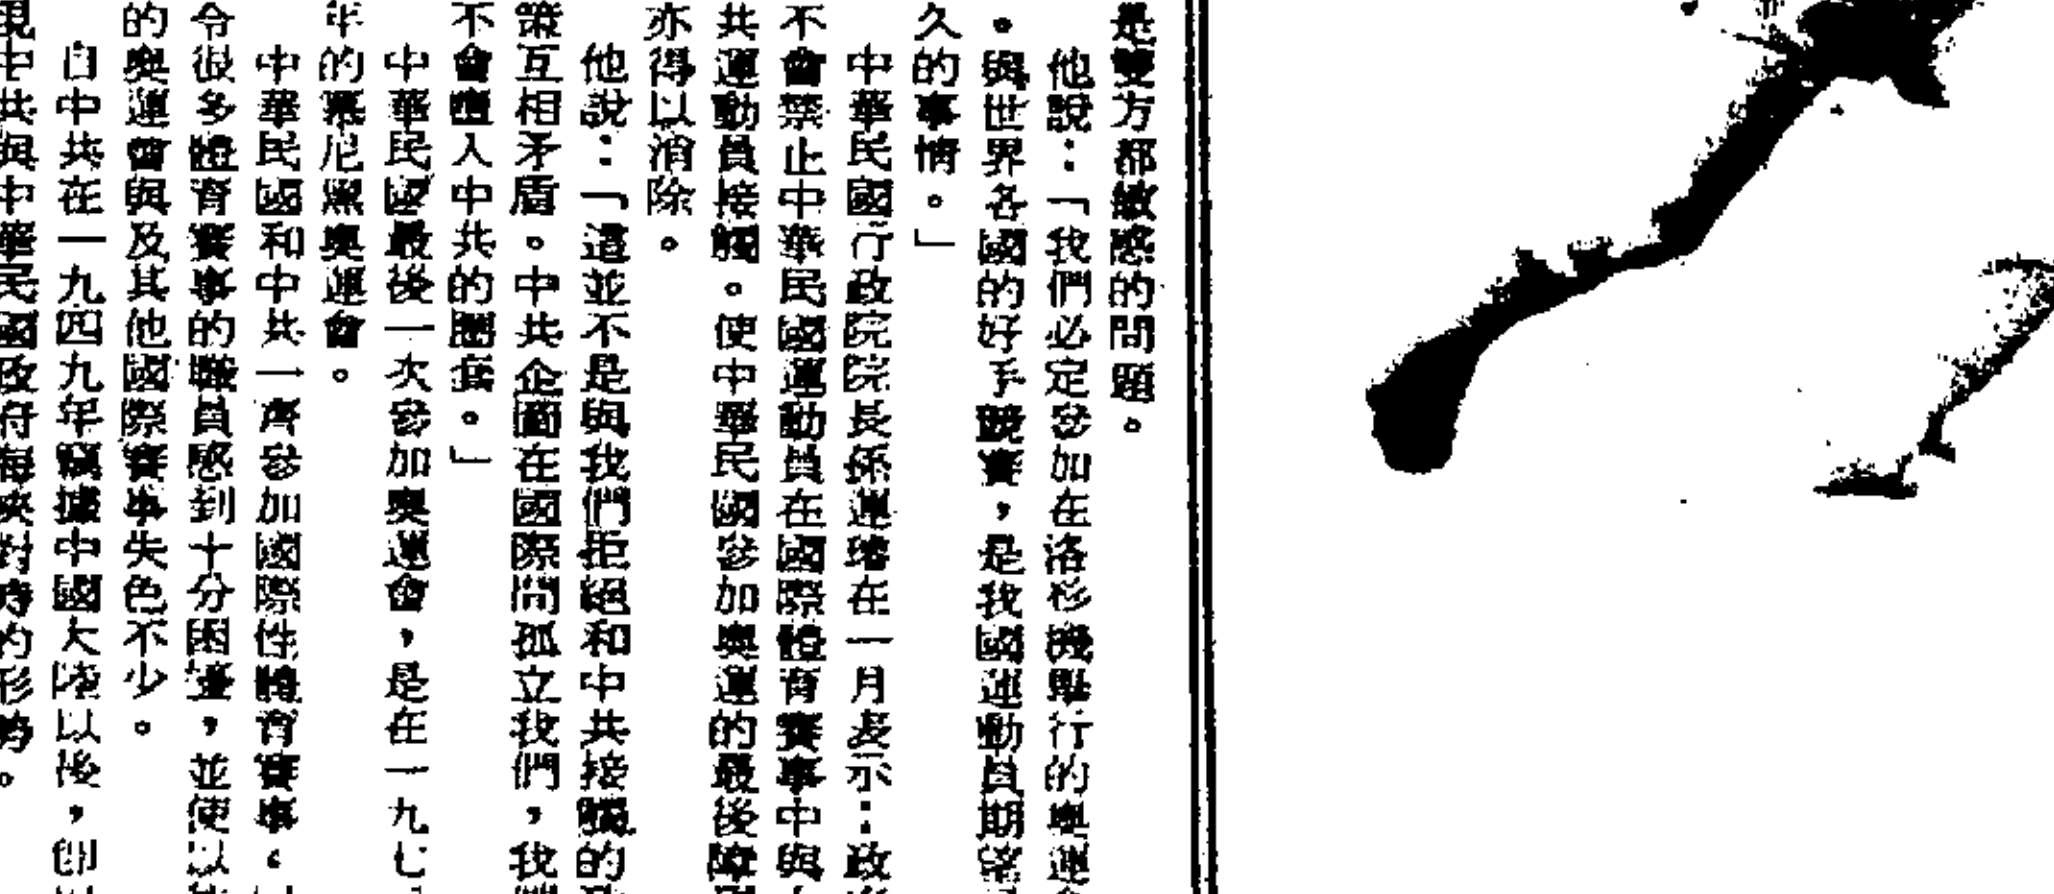 是雙方都敏感的問題。
他說：「我們必定參加在洛杉機舉行的奧運
。與世界各國的好手競賽，是我國運動員期望
久的事情。」
中華民國行政院院長孫運璿在一月表示：政
不會禁止中華民國運動員在國際體育賽事中與
共運動員接觸。使中華民國參加奧運的最後障
亦得以消除。
他說：「這並不是與我們拒絕和中共接觸的
策互相矛盾。中共企圖在國際間孤立我們，我
不會墮入中共的圈套。」
中華民國最後一次參加奧運會，是在一九七
年的慕尼黑奧運會。
中華民國和中共一齊參加國際性體育賽事，
令很多體育賽事的職員感到十分困擾，並使以
的奧運會與及其他國際賽事失色不少。
自中共在一九四九年竊據中國大陸以後，即
現中共與中華民國政府海峽對峙的形勢。